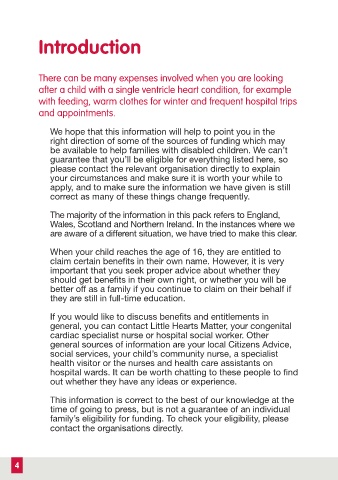 Introduction
There can be many expenses involved when you are looking
after a child with a single ventricle heart condition, for example
with feeding, warm clothes for winter and frequent hospital trips
and appointments.
We hope that this information will help to point you in the
right direction of some of the sources of funding which may
be available to help families with disabled children. We can't
guarantee that you'll be eligible for everything listed here, so
please contact the relevant organisation directly to explain
your circumstances and make sure it is worth your while to
apply, and to make sure the information we have given is still
correct as many of these things change frequently.
The majority of the information in this pack refers to England,
Wales, Scotland and Northern Ireland. In the instances where we
are aware of a different situation, we have tried to make this clear.
When your child reaches the age of 16, they are entitled to
claim certain benefits in their own name. However, it is very
important that you seek proper advice about whether they
should get benefits in their own right, or whether you will be
better off as a family if you continue to claim on their behalf if
they are still in full-time education.
If you would like to discuss benefits and entitlements in
general, you can contact Little Hearts Matter, your congenital
cardiac specialist nurse or hospital social worker. Other
general sources of information are your local Citizens Advice,
social services, your child's community nurse, a specialist
health visitor or the nurses and health care assistants on
hospital wards. It can be worth chatting to these people to find
out whether they have any ideas or experience.
This information is correct to the best of our knowledge at the
time of going to press, but is not a guarantee of an individual
family's eligibility for funding. To check your eligibility, please
contact the organisations directly.
4